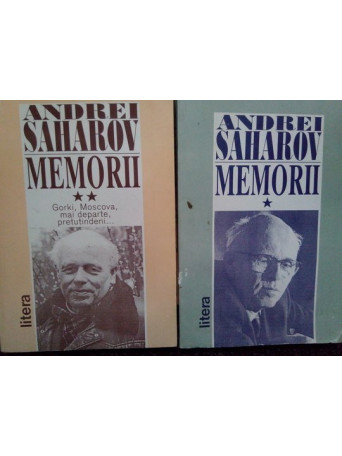 ANDREI
SAHAROV
MEMORII
★★
Gorki, Moscova,
mai departe,
pretutindeni...
litera
ANDREI
SAHAROV
MEMORII
★
litera